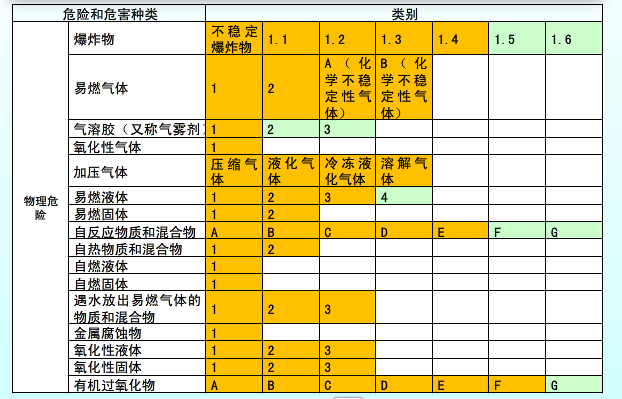 危险和危害种类 类别
物理危险
爆炸物 不稳定爆炸物 1.1 1.2 1.3 1.4 1.5 1.6
易燃气体 1 2 A（化学不稳定性气体） B（化学不稳定性气体）
气溶胶（又称气雾剂） 1 2 3
氧化性气体 1
加压气体 压缩气体 液化气体 冷冻液化气体 溶解气体
易燃液体 1 2 3 4
易燃固体 1 2
自反应物质和混合物 A B C D E F G
自热物质和混合物 1 2
自燃液体 1
自燃固体 1
遇水放出易燃气体的物质和混合物 1 2 3
金属腐蚀物 1
氧化性液体 1 2 3
氧化性固体 1 2 3
有机过氧化物 A B C D E F G